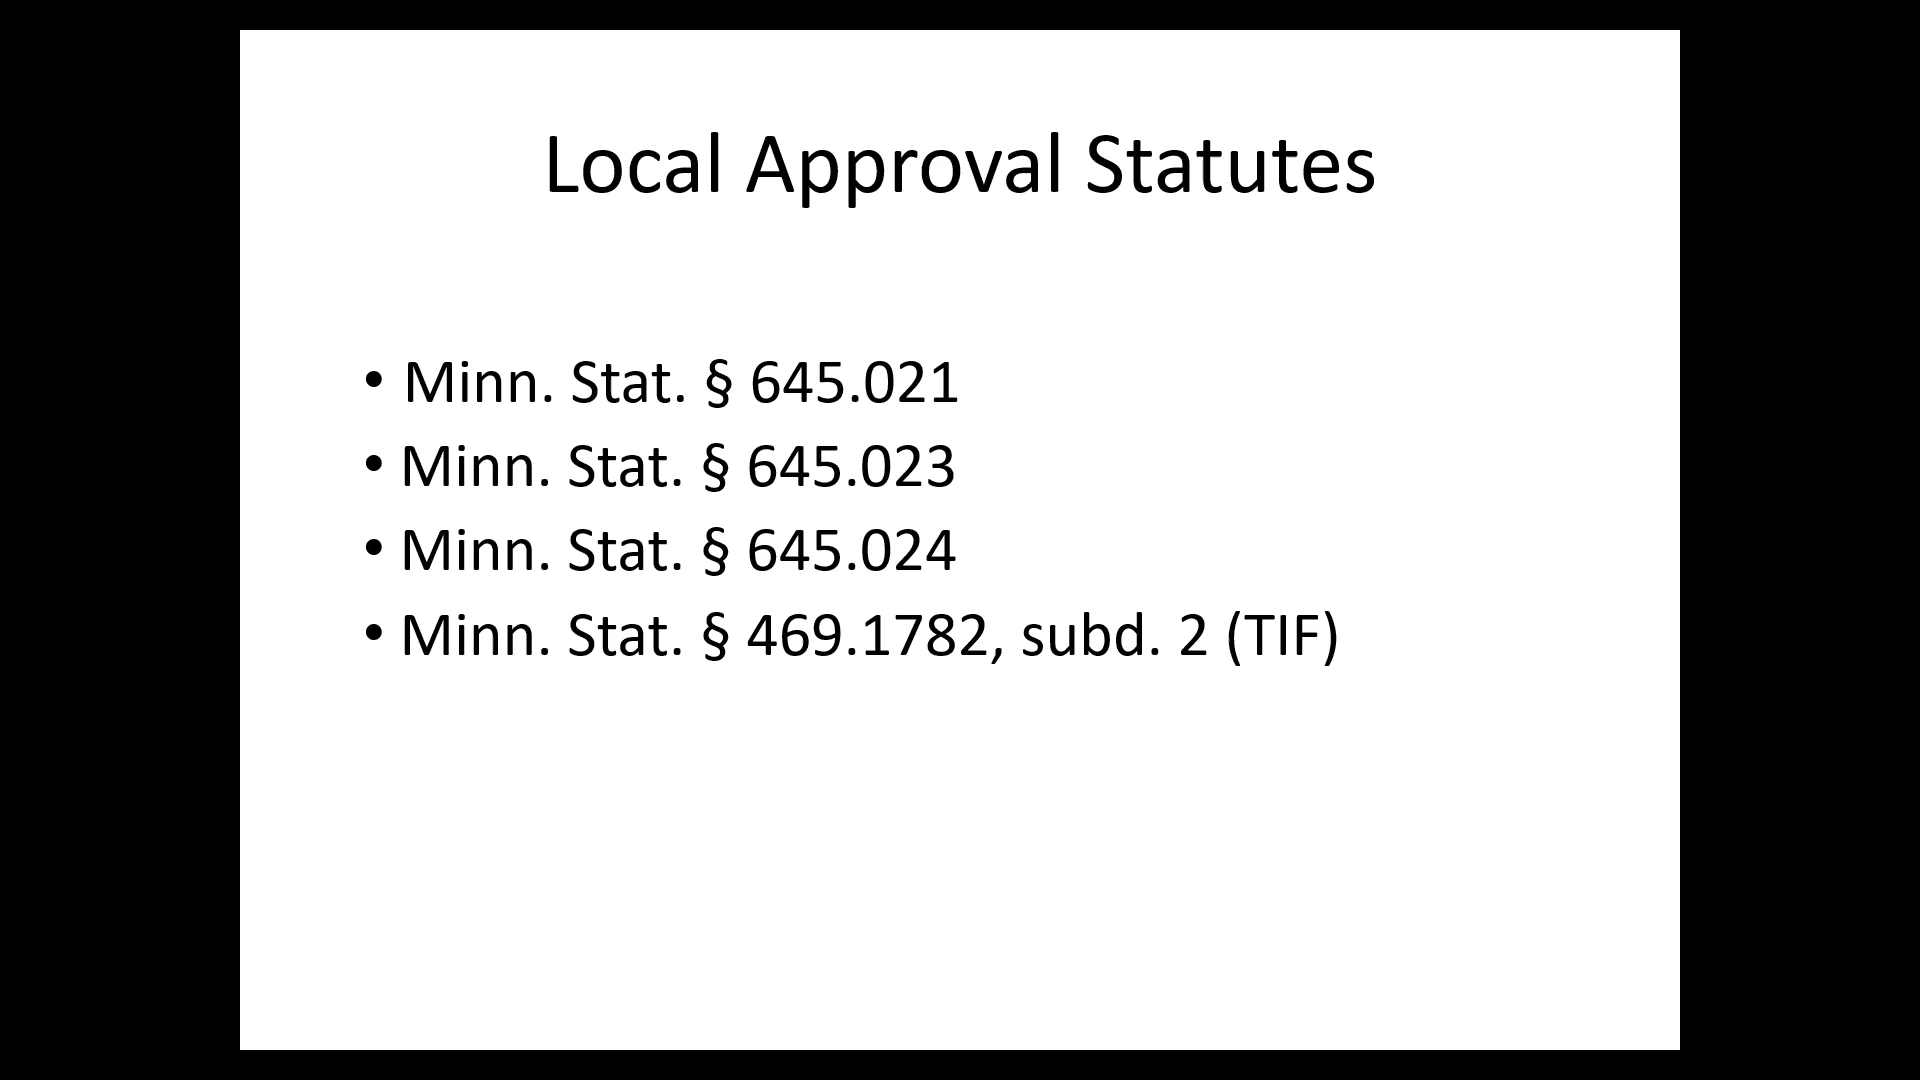 Local Approval Statutes
• Minn. Stat. § 645.021
• Minn. Stat. § 645.023
• Minn. Stat. § 645.024
• Minn. Stat. § 469.1782, subd. 2 (TIF)